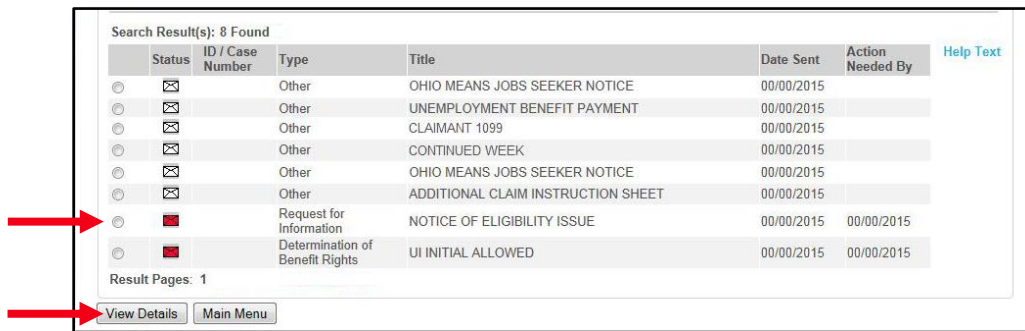 Search Result(s): 8 Found
Status ID / Case Number Type Title Date Sent Action Needed By Help Text
Other OHIO MEANS JOBS SEEKER NOTICE 00/00/2015
Other UNEMPLOYMENT BENEFIT PAYMENT 00/00/2015
Other CLAIMANT 1099 00/00/2015
Other CONTINUED WEEK 00/00/2015
Other OHIO MEANS JOBS SEEKER NOTICE 00/00/2015
Other ADDITIONAL CLAIM INSTRUCTION SHEET 00/00/2015
Request for Information NOTICE OF ELIGIBILITY ISSUE 00/00/2015 00/00/2015
Determination of Benefit Rights UI INITIAL ALLOWED 00/00/2015 00/00/2015
Result Pages: 1
View Details Main Menu